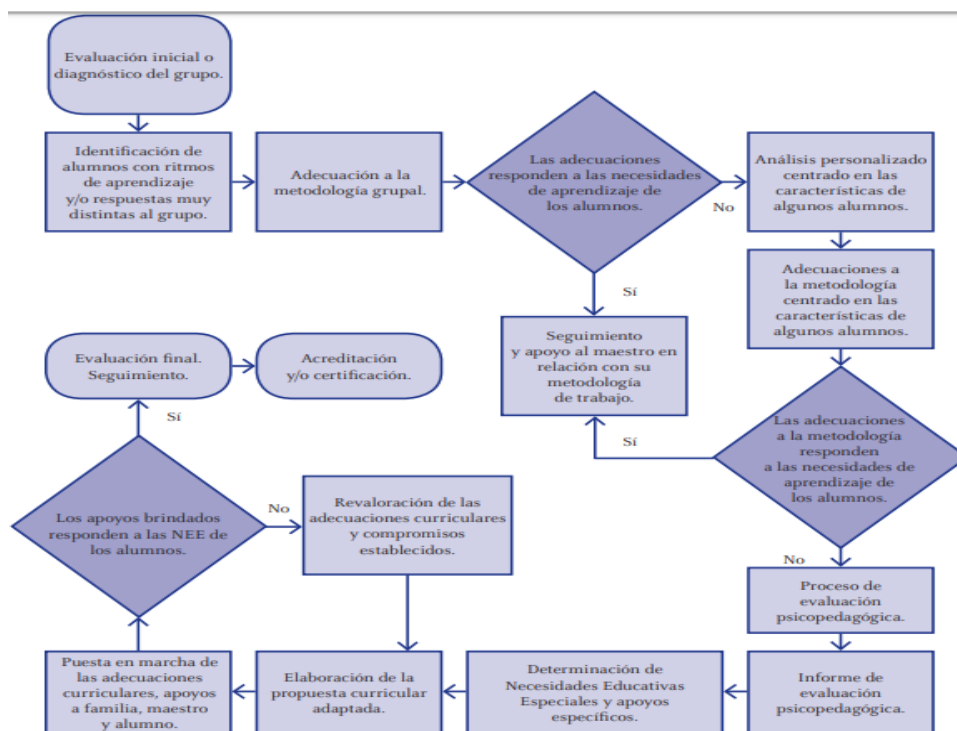 Evaluación inicial o
diagnóstico del grupo.
Identificación de
alumnos con ritmos
de aprendizaje
y/o respuestas muy
distintas al grupo.
Adecuación a la
metodología grupal.
Las adecuaciones
responden a las necesidades
de aprendizaje de
los alumnos.
No
Análisis personalizado
centrado en las
características de
algunos alumnos.
Sí
Adecuaciones a
la metodología
centrado en las
características de
algunos alumnos.
Seguimiento
y apoyo al maestro en
relación con su
metodología
de trabajo.
Sí
Las adecuaciones
a la metodología
responden
a las necesidades de
aprendizaje de
los alumnos.
No
Proceso de
evaluación
psicopedagógica.
Informe de
evaluación
psicopedagógica.
Determinación de
Necesidades Educativas
Especiales y apoyos
específicos.
Elaboración de la
propuesta curricular
adaptada.
Puesta en marcha de
las adecuaciones
curriculares, apoyos
a familia, maestro
y alumno.
Los apoyos brindados
responden a las NEE de
los alumnos.
No
Revaloración de las
adecuaciones curriculares
y compromisos
establecidos.
Sí
Evaluación final.
Seguimiento.
Acreditación
y/o certificación.